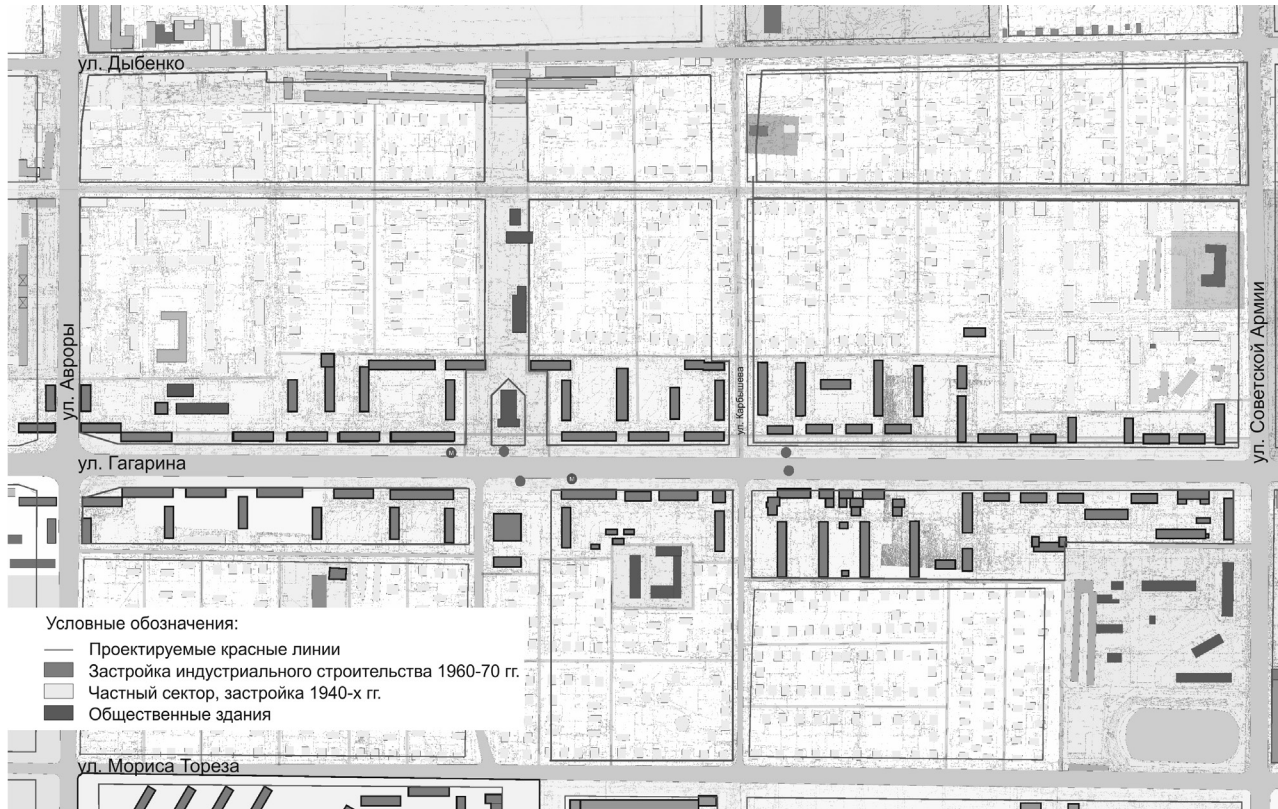 ул. Дыбенко
ул. Авроры
ул. Карбышева
ул. Советской Армии
ул. Гагарина
М
М
Условные обозначения:
Проектируемые красные линии
Застройка индустриального строительства 1960-70 гг.
Частный сектор, застройка 1940-х гг.
Общественные здания
ул. Мориса Тореза